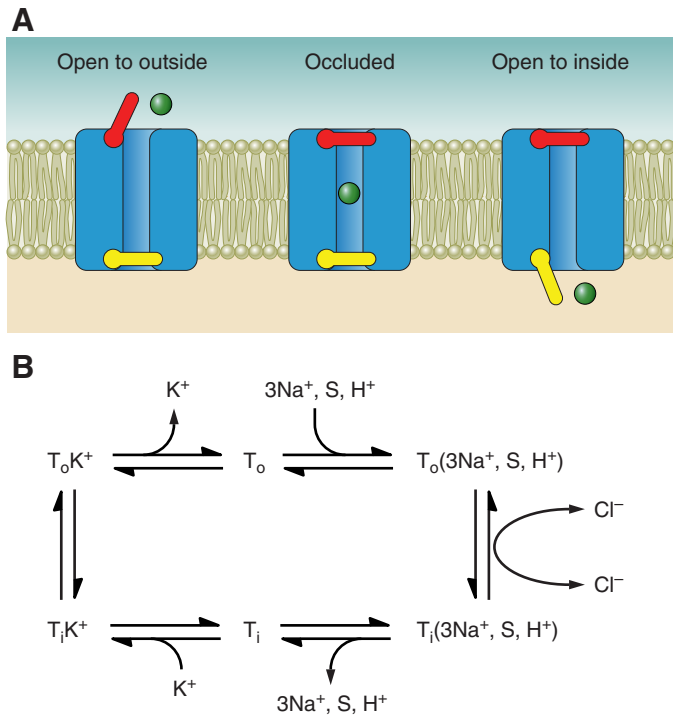 A
Open to outside Occluded Open to inside
B
K⁺ 3Na⁺, S, H⁺
TₒK⁺ Tₒ Tₒ(3Na⁺, S, H⁺)
Cl⁻
Cl⁻
TᵢK⁺ Tᵢ Tᵢ(3Na⁺, S, H⁺)
K⁺ 3Na⁺, S, H⁺